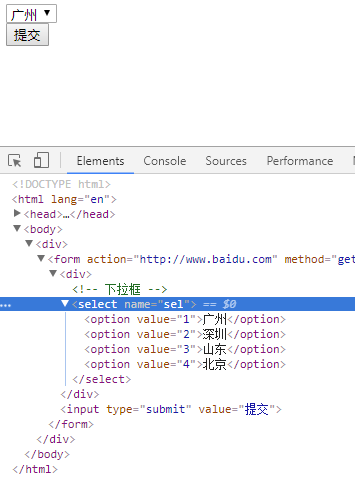 广州
提交
Elements Console Sources Performance
<!DOCTYPE html>
<html lang="en">
<head>…</head>
<body>
<div>
<form action="http://www.baidu.com" method="get
<div>
<!-- 下拉框 -->
… <select name="sel"> == $0
<option value="1">广州</option>
<option value="2">深圳</option>
<option value="3">山东</option>
<option value="4">北京</option>
</select>
</div>
<input type="submit" value="提交">
</form>
</div>
</body>
</html>